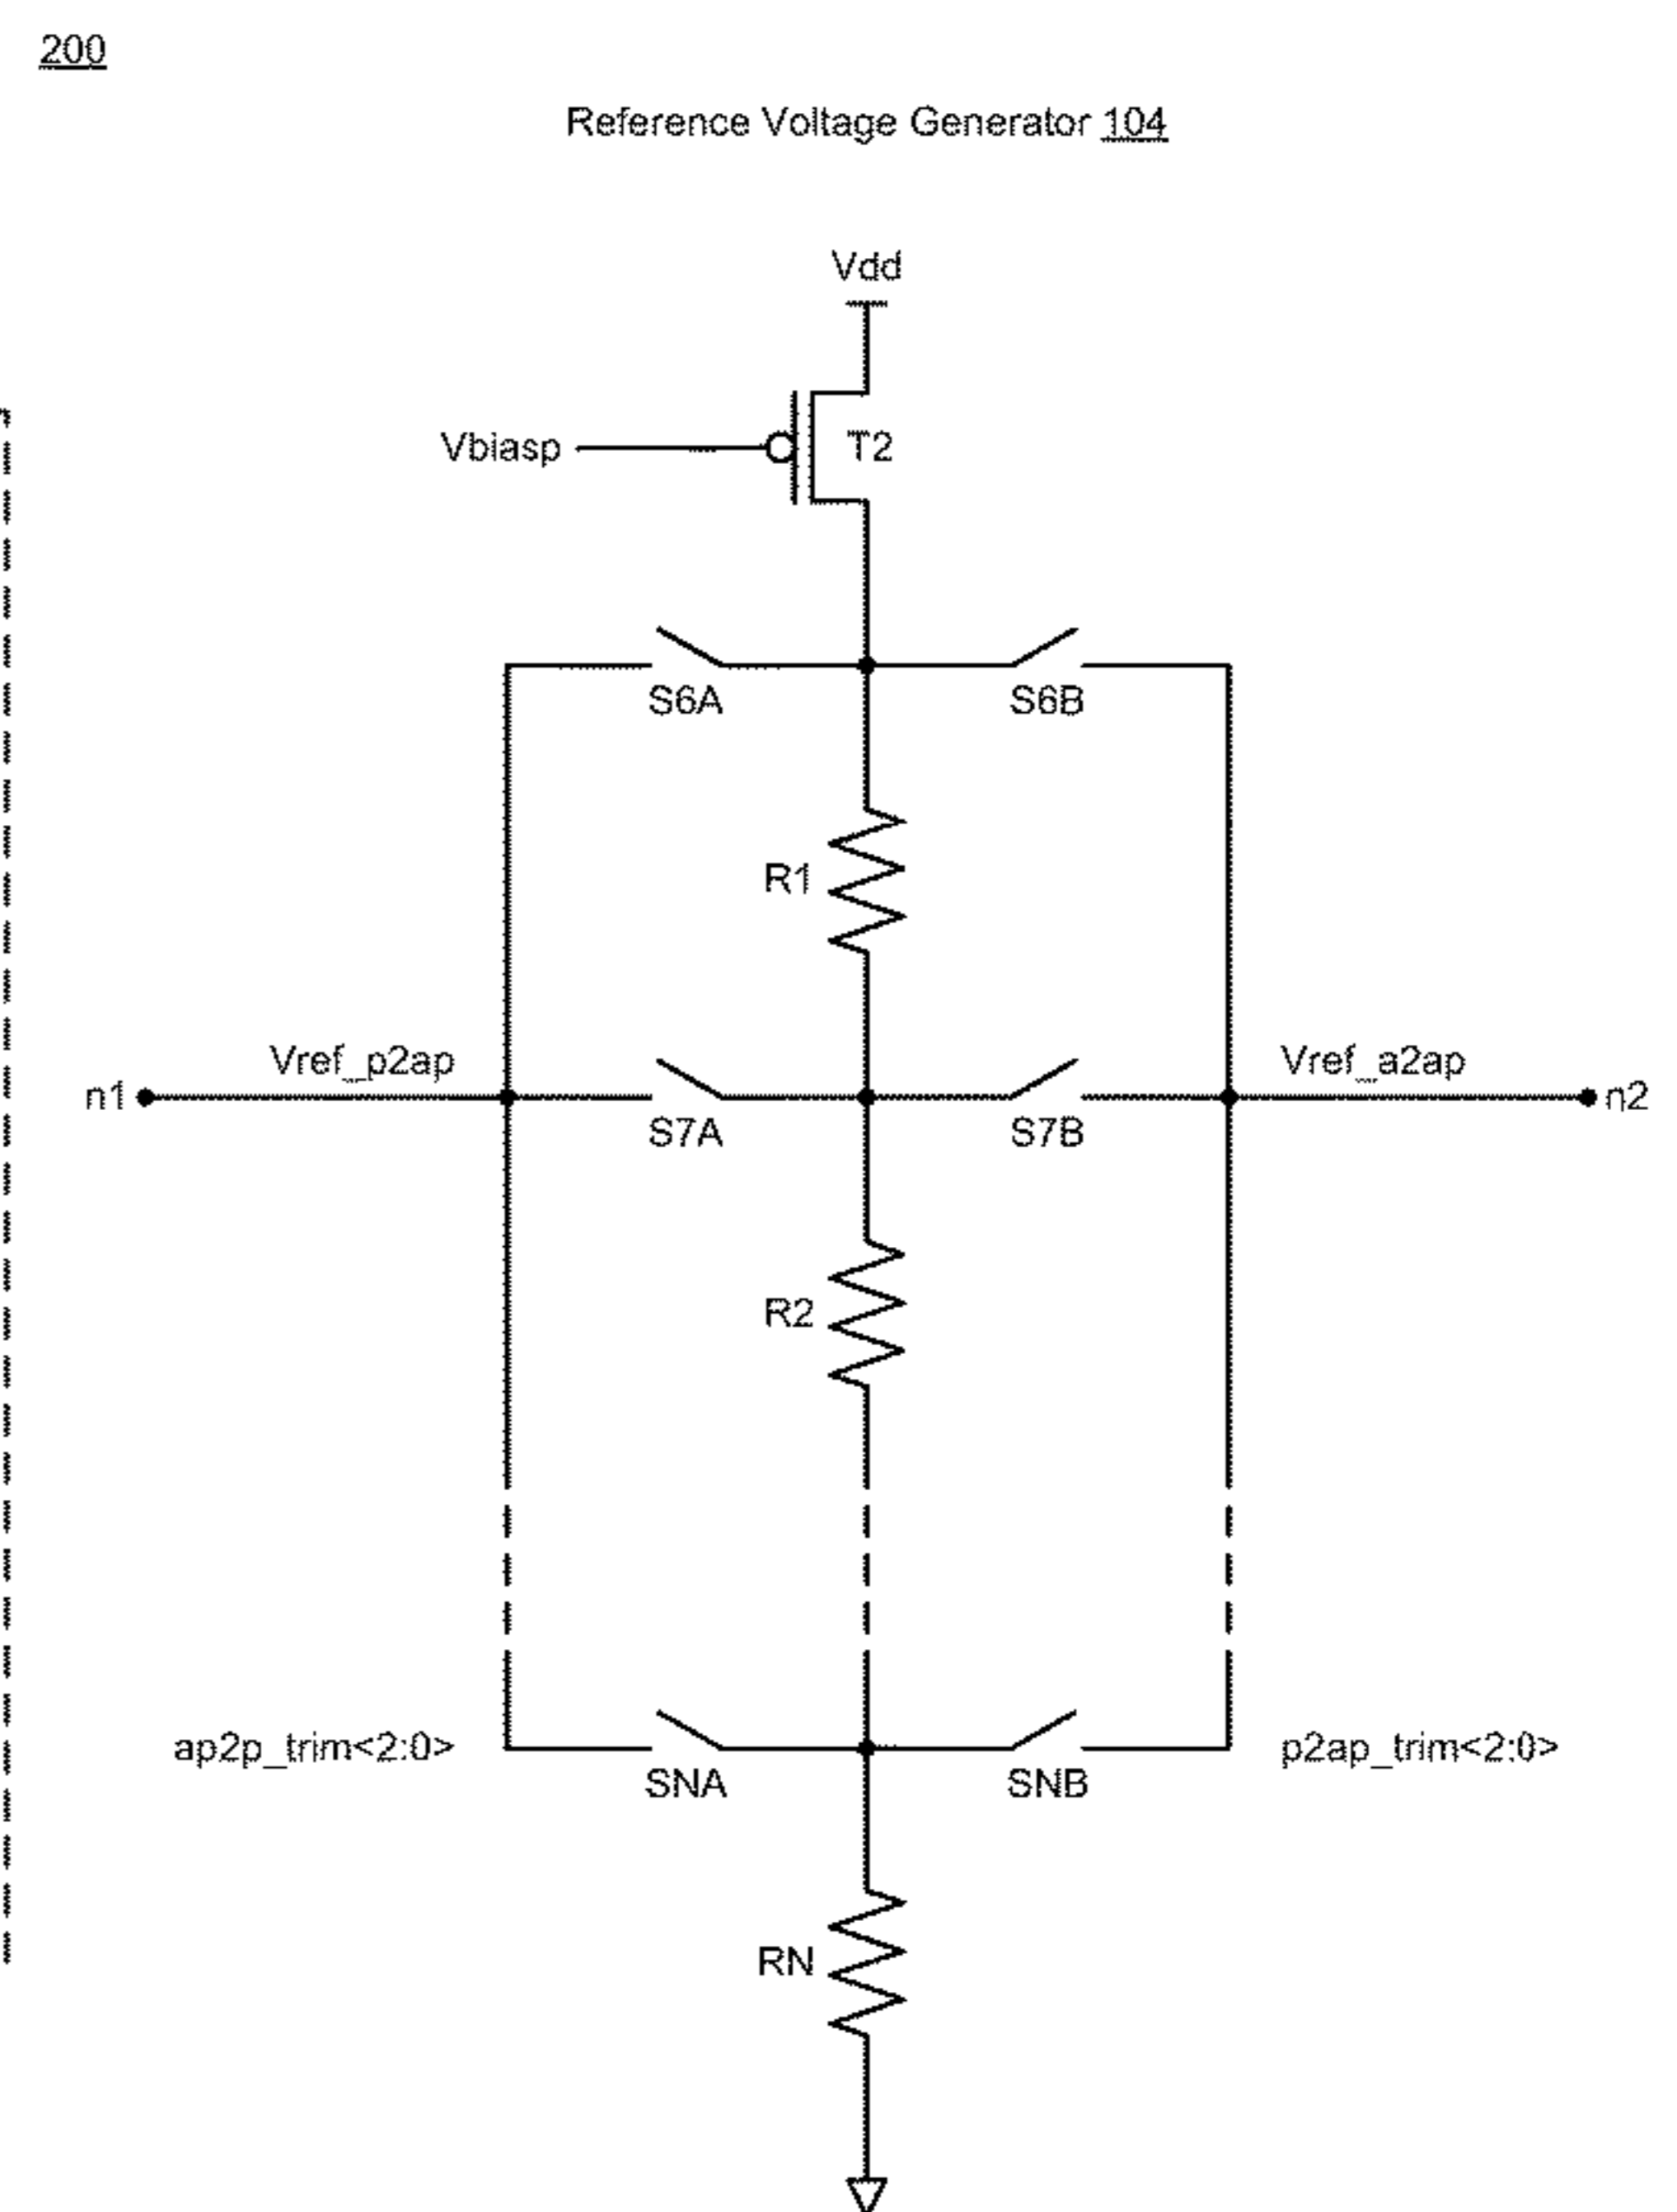 200
Reference Voltage Generator 104
Vdd
Vbiasp
T2
S6A
S6B
R1
Vref_p2ap
Vref_a2ap
n1
n2
S7A
S7B
R2
ap2p_trim<2:0>
p2ap_trim<2:0>
SNA
SNB
RN